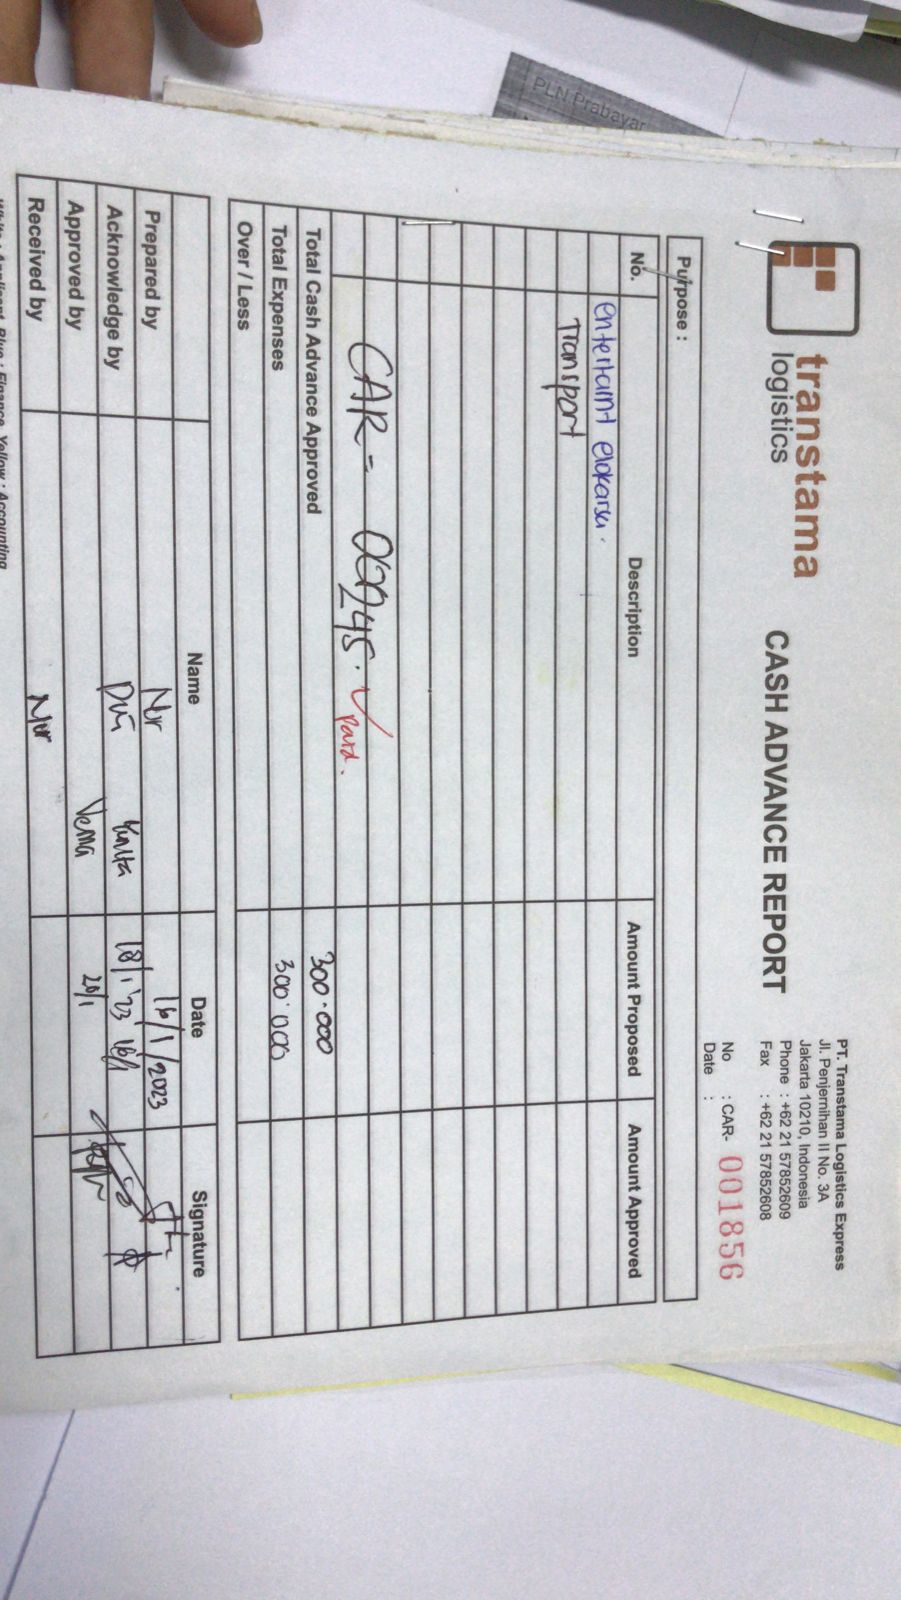 PLN Prabayar
transtama
logistics
CASH ADVANCE REPORT
PT. Transtama Logistics Express
Jl. Penjernihan II No. 3A
Jakarta 10210, Indonesia
Phone : +62 21 57852609
Fax : +62 21 57852608
No : CAR- 001856
Date :
Purpose :
No. Description Amount Proposed Amount Approved
entertaint elokarsa.
Transport
CAR - 00245. ✓ paid.
Total Cash Advance Approved 300.000
Total Expenses 300.000
Over / Less
Name Date Signature
Prepared by Nur 16/1/2023
Acknowledge by Dwi Yunita 18/1'23 16/1
Approved by Vema 20/1
Received by Nur
White : Applicant, Blue : Finance, Yellow : Accounting